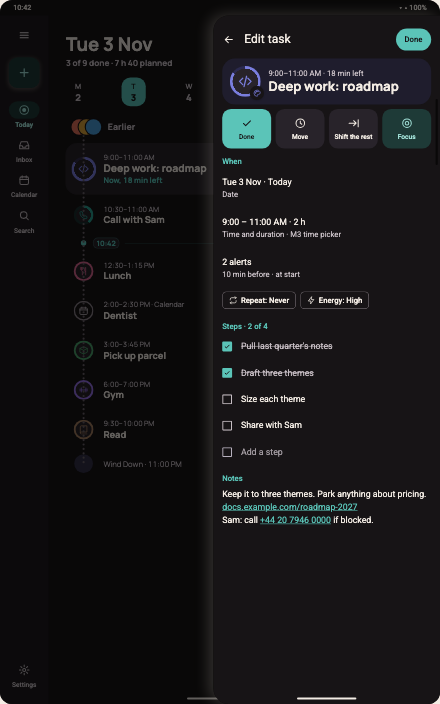 10:42
100%
Today
Inbox
Calendar
Search
Settings
Tue 3 Nov
3 of 9 done · 7 h 40 planned
M
2
T
3
W
4
Earlier
9:00–11:00 AM
Deep work: roadmap
Now, 18 min left
10:30–11:00 AM
Call with Sam
10:42
12:30–1:15 PM
Lunch
2:00–2:30 PM · Calendar
Dentist
3:00–3:45 PM
Pick up parcel
6:00–7:00 PM
Gym
9:30–10:00 PM
Read
Wind Down · 11:00 PM
Edit task
Done
9:00–11:00 AM · 18 min left
Deep work: roadmap
Done
Move
Shift the rest
Focus
When
Tue 3 Nov · Today
Date
9:00 – 11:00 AM · 2 h
Time and duration · M3 time picker
2 alerts
10 min before · at start
Repeat: Never
Energy: High
Steps · 2 of 4
Pull last quarter's notes
Draft three themes
Size each theme
Share with Sam
Add a step
Notes
Keep it to three themes. Park anything about pricing.
docs.example.com/roadmap-2027
Sam: call +44 20 7946 0000 if blocked.